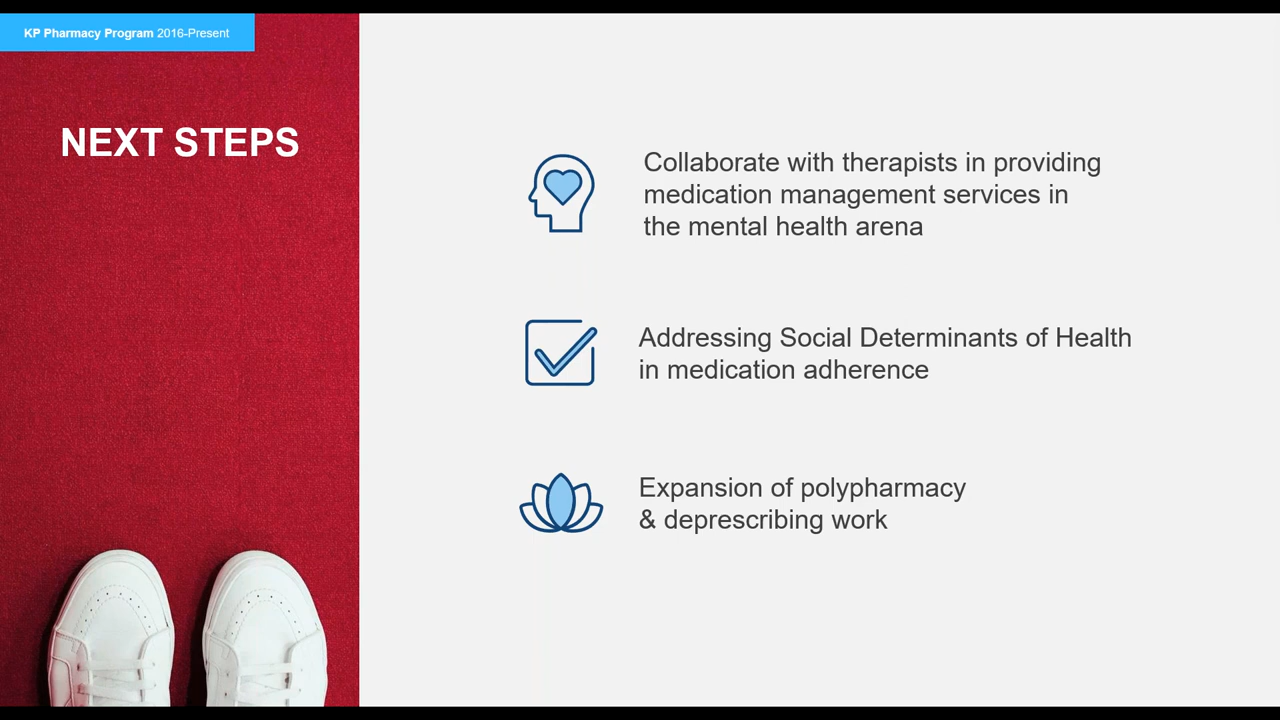 KP Pharmacy Program 2016-Present
NEXT STEPS
Collaborate with therapists in providing
medication management services in
the mental health arena
Addressing Social Determinants of Health
in medication adherence
Expansion of polypharmacy
& deprescribing work